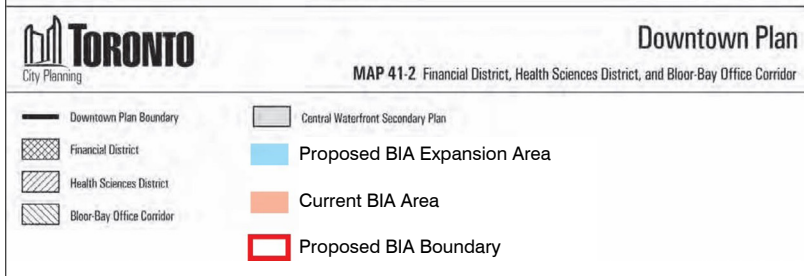 TORONTO
City Planning
Downtown Plan
MAP 41-2 Financial District, Health Sciences District, and Bloor-Bay Office Corridor
Downtown Plan Boundary
Financial District
Health Sciences District
Bloor-Bay Office Corridor
Central Waterfront Secondary Plan
Proposed BIA Expansion Area
Current BIA Area
Proposed BIA Boundary